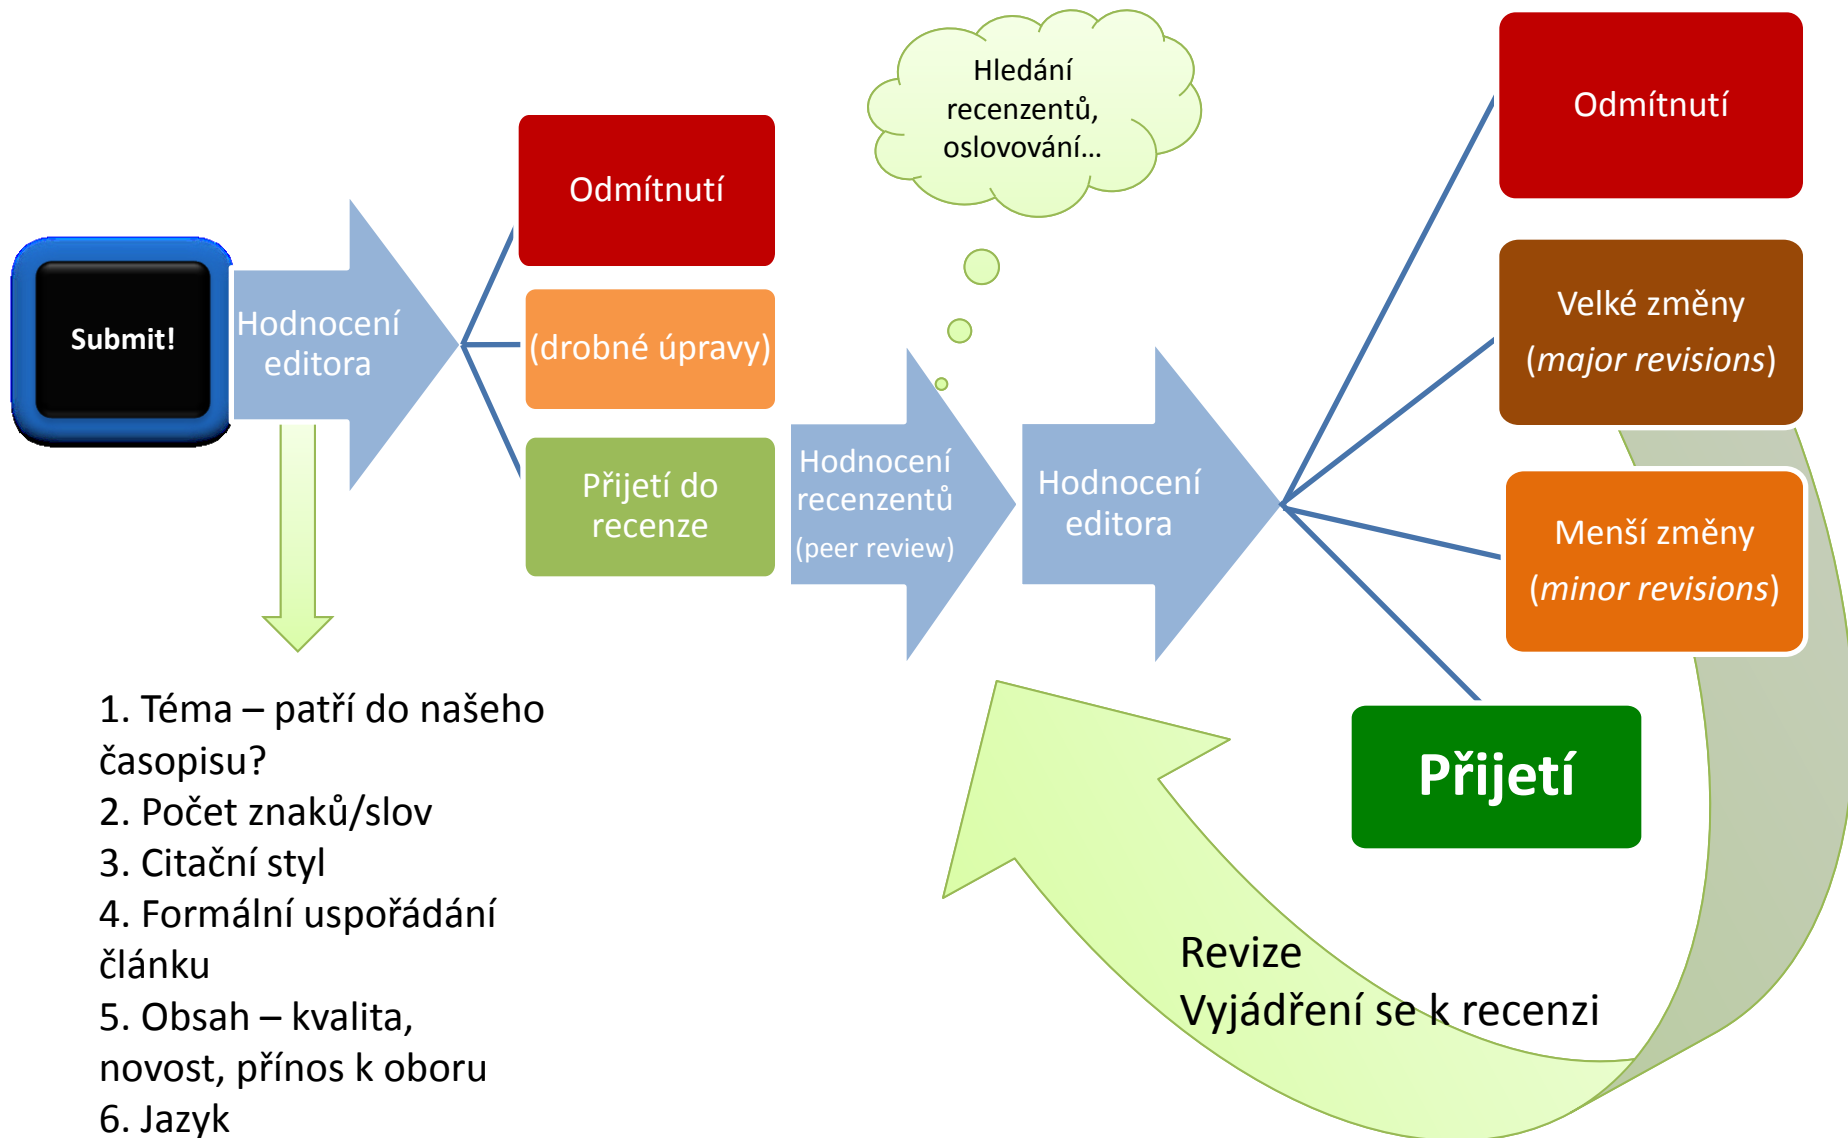 Submit!
Hodnocení
editora
Odmítnutí
(drobné úpravy)
Přijetí do
recenze
Hledání
recenzentů,
oslovování…
Hodnocení
recenzentů
(peer review)
Hodnocení
editora
Odmítnutí
Velké změny
(major revisions)
Menší změny
(minor revisions)
Přijetí
Revize
Vyjádření se k recenzi
1. Téma – patří do našeho
časopisu?
2. Počet znaků/slov
3. Citační styl
4. Formální uspořádání
článku
5. Obsah – kvalita,
novost, přínos k oboru
6. Jazyk